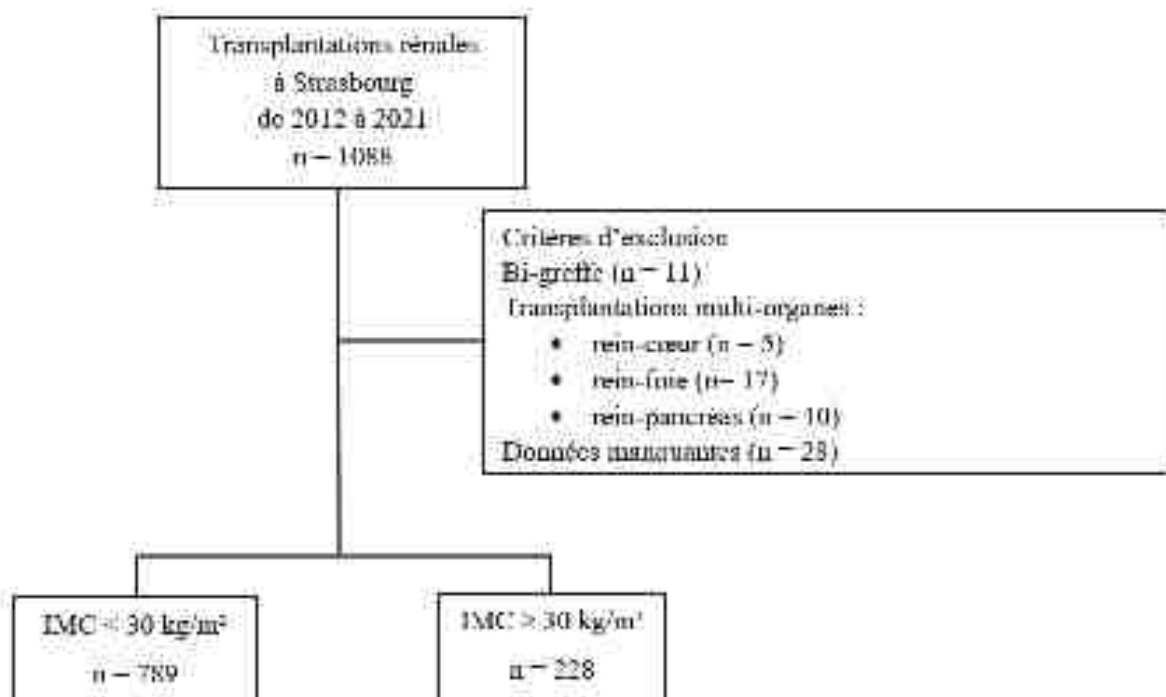 Transplantations rénales
à Strasbourg
de 2012 à 2021
n = 1088
Critères d'exclusion
Bi-greffe (n = 11)
Transplantations multi-organes :
• rein-cœur (n = 5)
• rein-foie (n= 17)
• rein-pancréas (n = 10)
Données manquantes (n = 28)
IMC < 30 kg/m²
n = 789
IMC > 30 kg/m²
n = 228